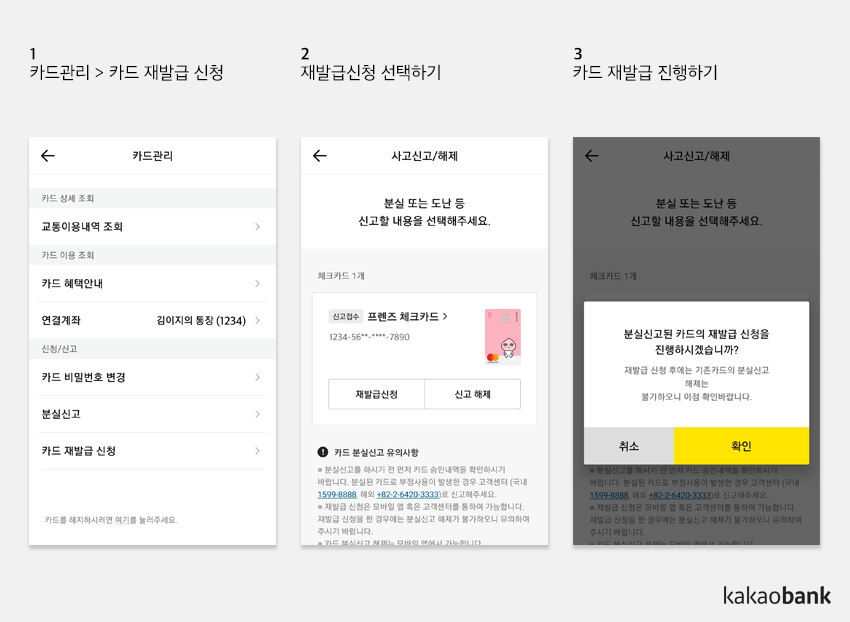 1
카드관리 > 카드 재발급 신청
카드관리
카드 상세 조회
교통이용내역 조회
카드 이용 조회
카드 혜택안내
연결계좌 김이지의 통장 (1234)
신청/신고
카드 비밀번호 변경
분실신고
카드 재발급 신청
카드를 해지하시려면 여기를 눌러주세요.
2
재발급신청 선택하기
사고신고/해제
분실 또는 도난 등
신고할 내용을 선택해주세요.
체크카드 1개
신고접수 프렌즈 체크카드
1234-56**-****-7890
재발급신청 신고 해제
카드 분실신고 유의사항
※ 분실신고를 하시기 전 먼저 카드 승인내역을 확인하시기
바랍니다. 분실된 카드로 부정사용이 발생한 경우 고객센터 (국내
1599-8888, 해외 +82-2-6420-3333)로 신고해주세요.
※ 재발급 신청은 모바일 앱 혹은 고객센터를 통하여 가능합니다.
재발급 신청을 한 경우에는 분실신고 해제가 불가하오니 유의하여
주시기 바랍니다.
※ 카드 분실신고 해제는 모바일 앱에서 가능합니다
3
카드 재발급 진행하기
사고신고/해제
분실 또는 도난 등
신고할 내용을 선택해주세요.
체크카드 1개
분실신고된 카드의 재발급 신청을
진행하시겠습니까?
재발급 신청 후에는 기존카드의 분실신고
해제는
불가하오니 이점 확인바랍니다.
취소 확인
※ 분실신고를 하시기 전 먼저 카드 승인내역을 확인하시기
바랍니다. 분실된 카드로 부정사용이 발생한 경우 고객센터 (국내
1599-8888, 해외 +82-2-6420-3333)로 신고해주세요.
※ 재발급 신청은 모바일 앱 혹은 고객센터를 통하여 가능합니다.
재발급 신청을 한 경우에는 분실신고 해제가 불가하오니 유의하여
주시기 바랍니다.
※ 카드 분실신고 해제는 모바일 앱에서 가능합니다
kakaobank